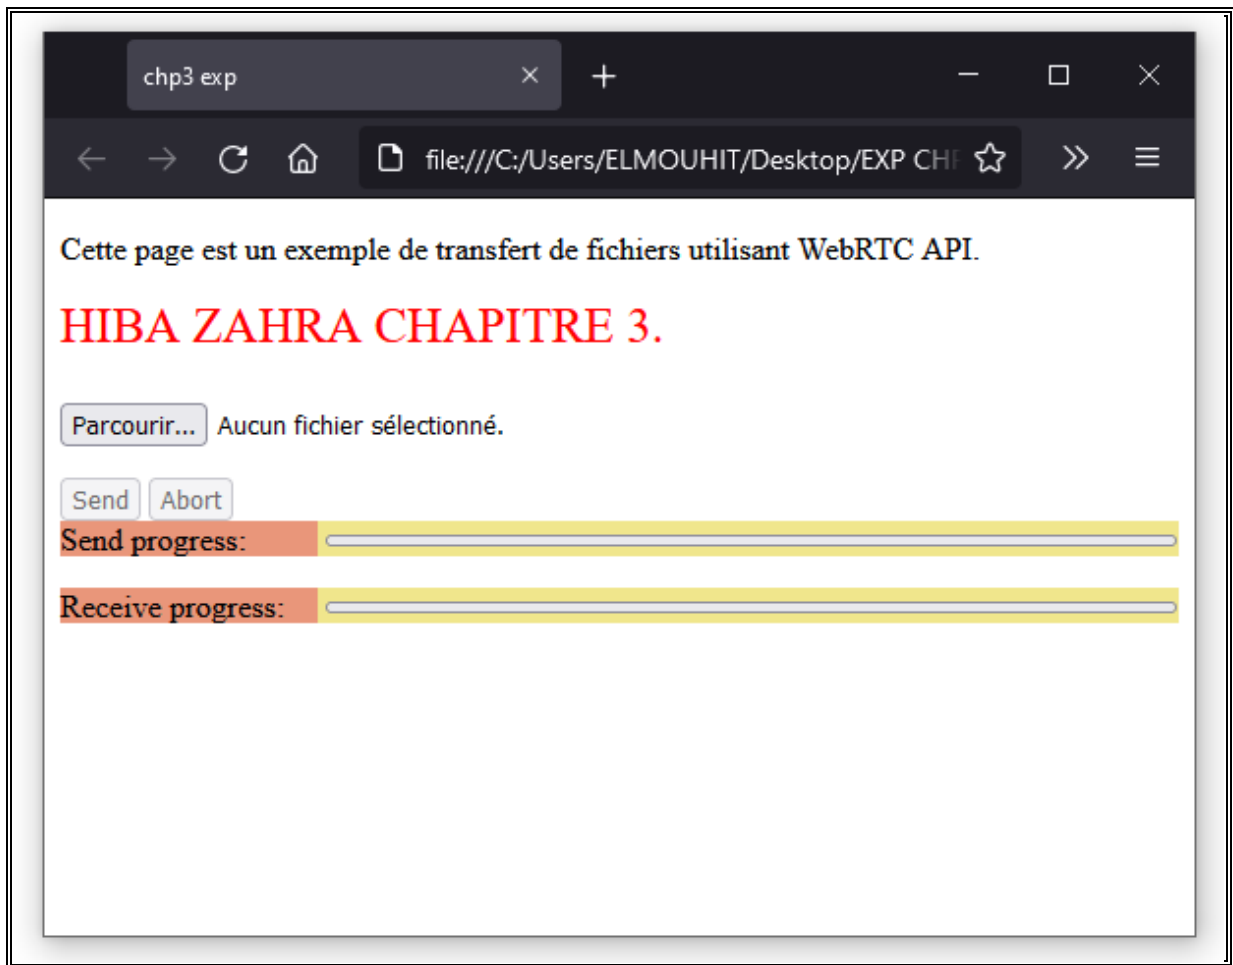 chp3 exp
file:///C:/Users/ELMOUHIT/Desktop/EXP CHP
Cette page est un exemple de transfert de fichiers utilisant WebRTC API.
HIBA ZAHRA CHAPITRE 3.
Parcourir... Aucun fichier sélectionné.
Send Abort
Send progress:
Receive progress: